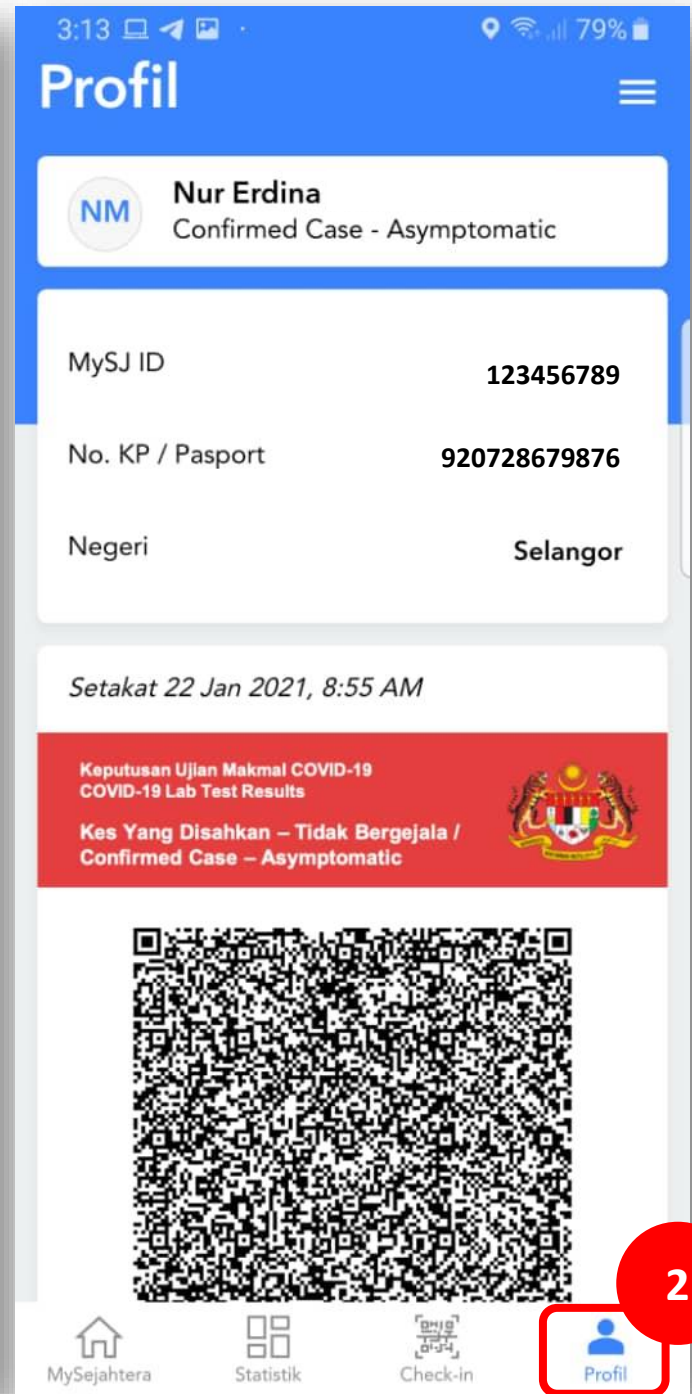 3:13 79%
Profil
NM
Nur Erdina
Confirmed Case - Asymptomatic
MySJ ID 123456789
No. KP / Pasport 920728679876
Negeri Selangor
Setakat 22 Jan 2021, 8:55 AM
Keputusan Ujian Makmal COVID-19
COVID-19 Lab Test Results
Kes Yang Disahkan – Tidak Bergejala /
Confirmed Case – Asymptomatic
2
MySejahtera Statistik Check-in Profil